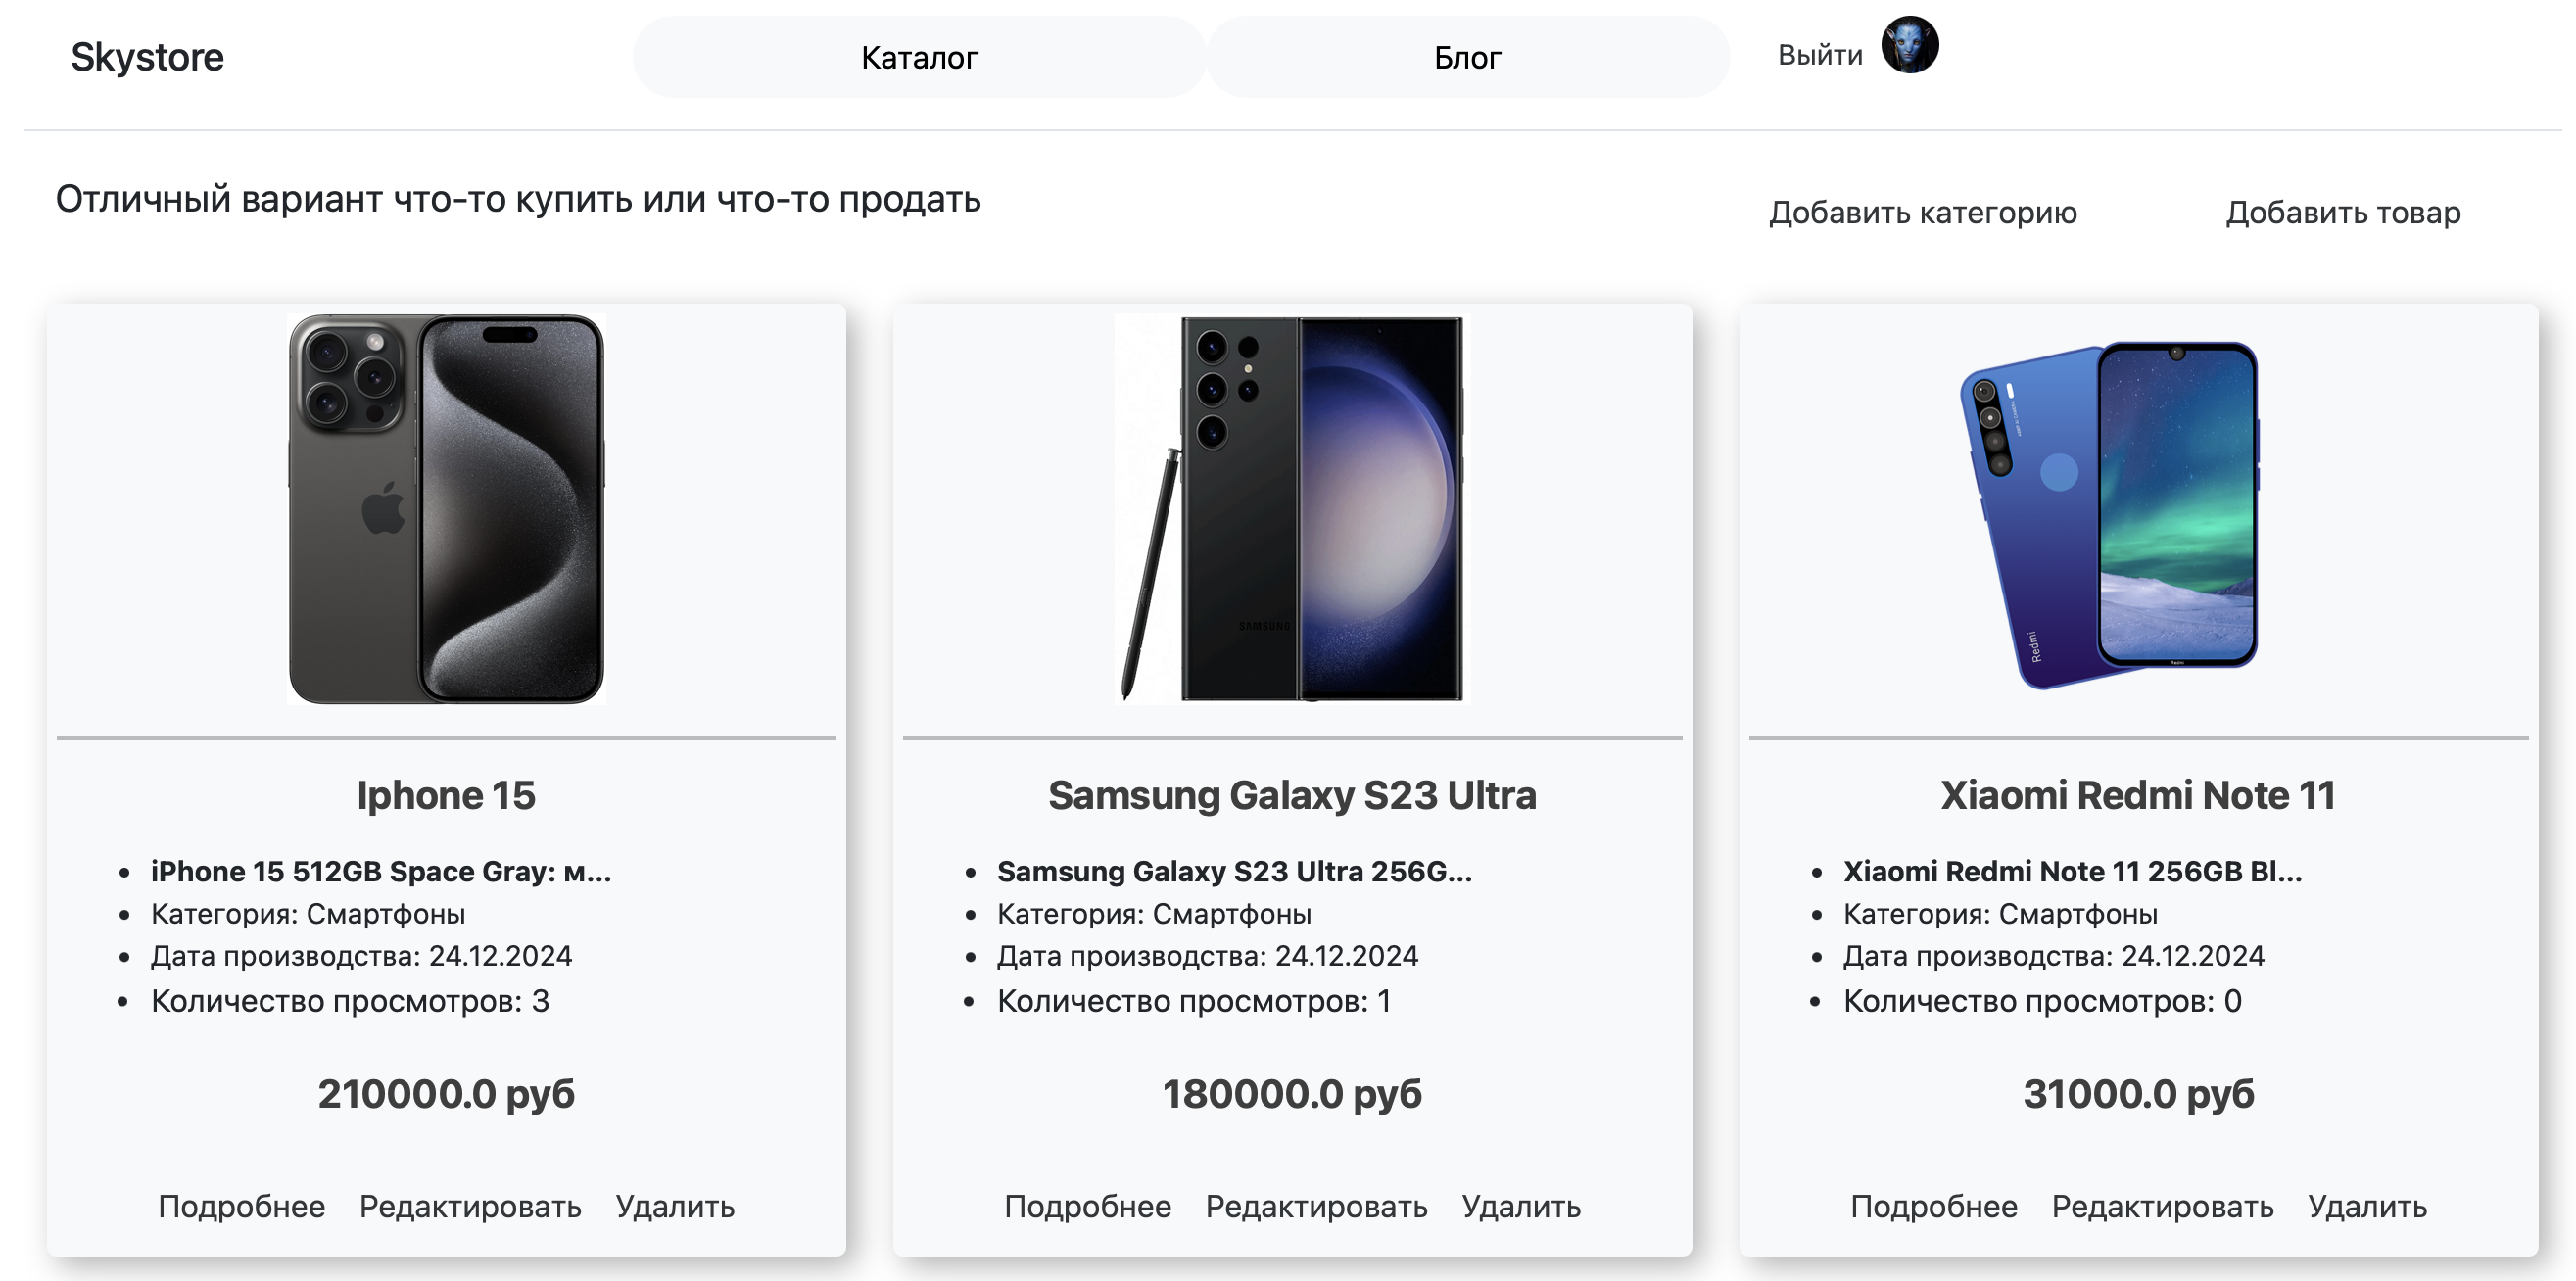 Skystore
Каталог
Блог
Выйти
Отличный вариант что-то купить или что-то продать
Добавить категорию
Добавить товар
SAMSUNG
Redmi
Iphone 15
iPhone 15 512GB Space Gray: м...
Категория: Смартфоны
Дата производства: 24.12.2024
Количество просмотров: 3
210000.0 руб
Подробнее Редактировать Удалить
Samsung Galaxy S23 Ultra
Samsung Galaxy S23 Ultra 256G...
Категория: Смартфоны
Дата производства: 24.12.2024
Количество просмотров: 1
180000.0 руб
Подробнее Редактировать Удалить
Xiaomi Redmi Note 11
Xiaomi Redmi Note 11 256GB Bl...
Категория: Смартфоны
Дата производства: 24.12.2024
Количество просмотров: 0
31000.0 руб
Подробнее Редактировать Удалить